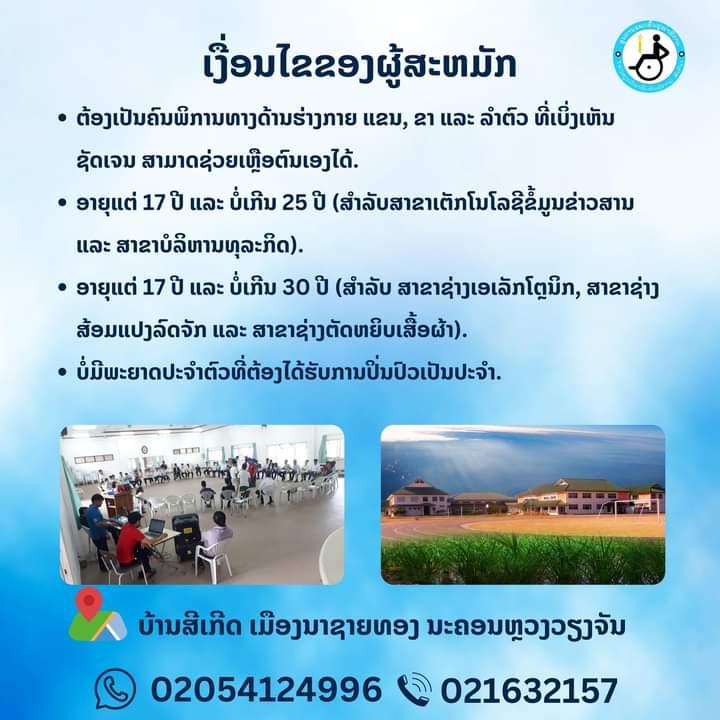 ເງື່ອນໄຂຂອງຜູ້ສະຫມັກ
• ຕ້ອງເປັນຄົນພິການທາງດ້ານຮ່າງກາຍ ແຂນ, ຂາ ແລະ ລຳຕົວ ທີ່ເບິ່ງເຫັນ
ຊັດເຈນ ສາມາດຊ່ວຍເຫຼືອຕົນເອງໄດ້.
• ອາຍຸແຕ່ 17 ປີ ແລະ ບໍ່ເກີນ 25 ປີ (ສຳລັບສາຂາເຕັກໂນໂລຊີຂໍ້ມູນຂ່າວສານ
ແລະ ສາຂາບໍລິຫານທຸລະກິດ).
• ອາຍຸແຕ່ 17 ປີ ແລະ ບໍ່ເກີນ 30 ປີ (ສຳລັບ ສາຂາຊ່າງເອເລັກໂຕຼນິກ, ສາຂາຊ່າງ
ສ້ອມແປງລົດຈັກ ແລະ ສາຂາຊ່າງຕັດຫຍິບເສື້ອຜ້າ).
• ບໍ່ມີພະຍາດປະຈຳຕົວທີ່ຕ້ອງໄດ້ຮັບການປິ່ນປົວເປັນປະຈຳ.
ບ້ານສີເກີດ ເມືອງນາຊາຍທອງ ນະຄອນຫຼວງວຽງຈັນ
02054124996 021632157